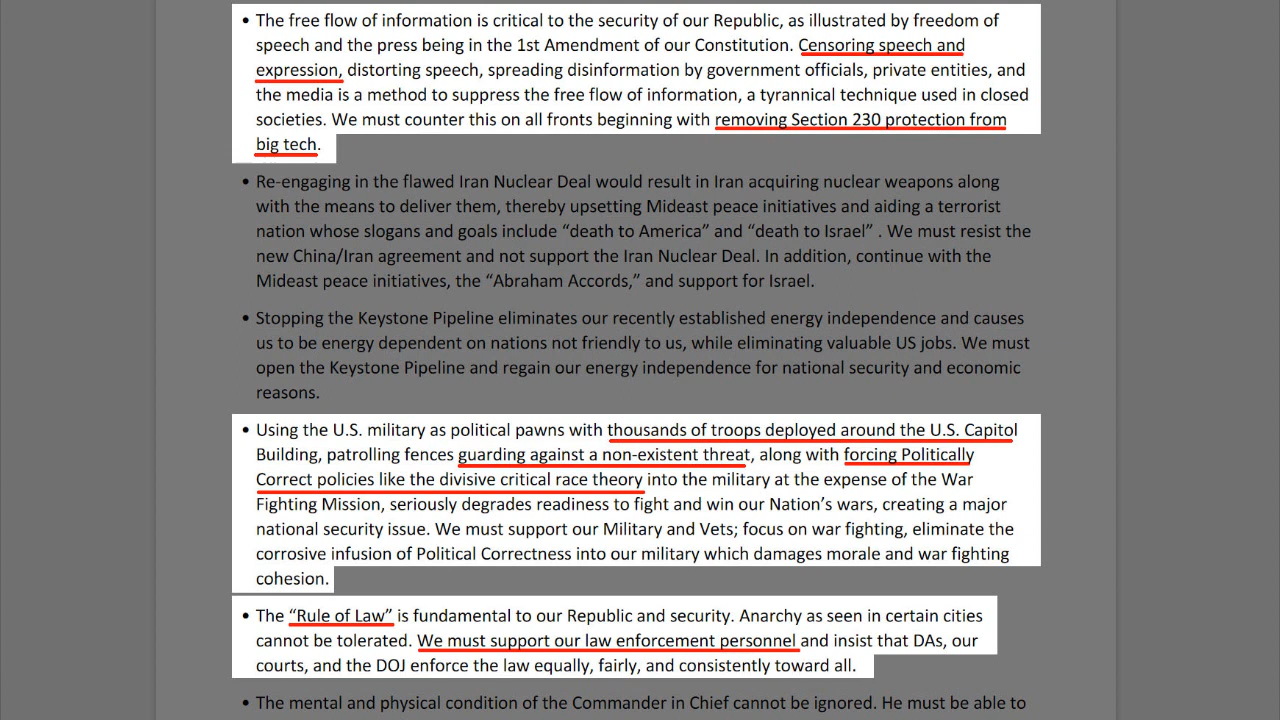 • The free flow of information is critical to the security of our Republic, as illustrated by freedom of
speech and the press being in the 1st Amendment of our Constitution. Censoring speech and
expression, distorting speech, spreading disinformation by government officials, private entities, and
the media is a method to suppress the free flow of information, a tyrannical technique used in closed
societies. We must counter this on all fronts beginning with removing Section 230 protection from
big tech.
• Re-engaging in the flawed Iran Nuclear Deal would result in Iran acquiring nuclear weapons along
with the means to deliver them, thereby upsetting Mideast peace initiatives and aiding a terrorist
nation whose slogans and goals include “death to America” and “death to Israel” . We must resist the
new China/Iran agreement and not support the Iran Nuclear Deal. In addition, continue with the
Mideast peace initiatives, the “Abraham Accords,” and support for Israel.
• Stopping the Keystone Pipeline eliminates our recently established energy independence and causes
us to be energy dependent on nations not friendly to us, while eliminating valuable US jobs. We must
open the Keystone Pipeline and regain our energy independence for national security and economic
reasons.
• Using the U.S. military as political pawns with thousands of troops deployed around the U.S. Capitol
Building, patrolling fences guarding against a non-existent threat, along with forcing Politically
Correct policies like the divisive critical race theory into the military at the expense of the War
Fighting Mission, seriously degrades readiness to fight and win our Nation’s wars, creating a major
national security issue. We must support our Military and Vets; focus on war fighting, eliminate the
corrosive infusion of Political Correctness into our military which damages morale and war fighting
cohesion.
• The “Rule of Law” is fundamental to our Republic and security. Anarchy as seen in certain cities
cannot be tolerated. We must support our law enforcement personnel and insist that DAs, our
courts, and the DOJ enforce the law equally, fairly, and consistently toward all.
• The mental and physical condition of the Commander in Chief cannot be ignored. He must be able to